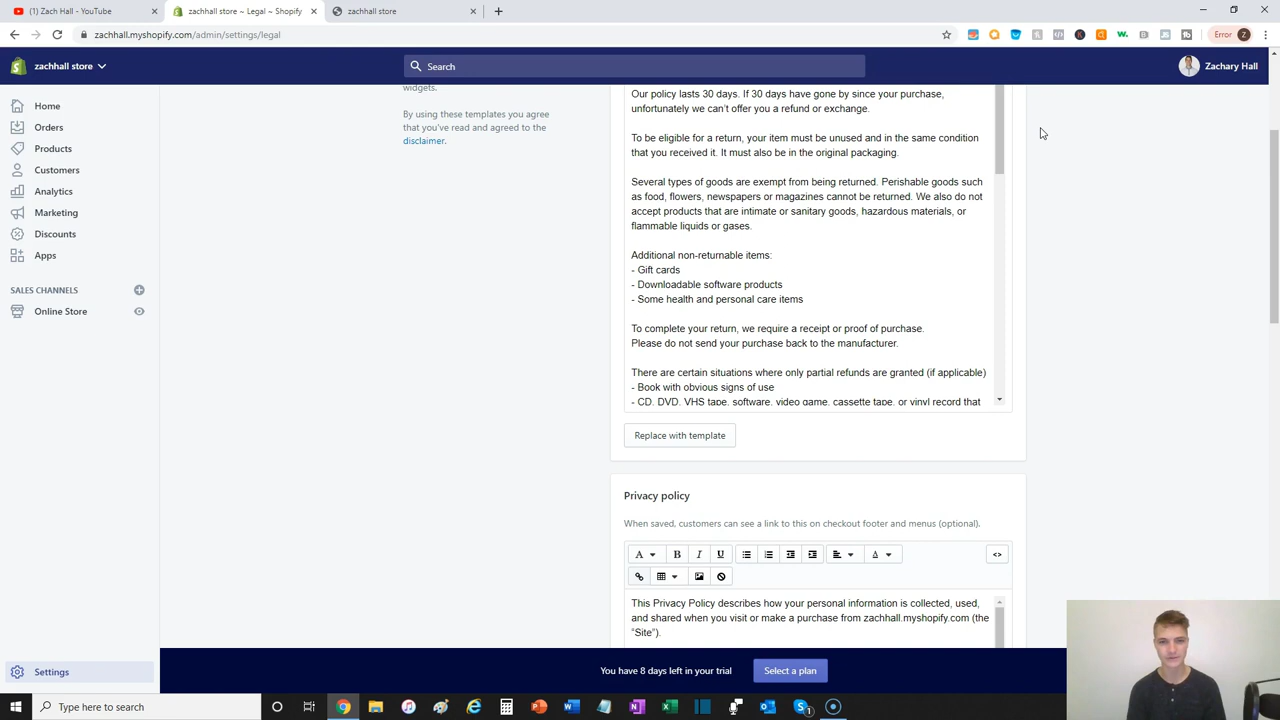 (1) Zach Hall - YouTube
zachhall store ~ Legal ~ Shopify
zachhall store
zachhall.myshopify.com/admin/settings/legal
Error
Z
zachhall store
Search
Zachary Hall
Home
Orders
Products
Customers
Analytics
Marketing
Discounts
Apps
SALES CHANNELS
Online Store
Settings
widgets.
By using these templates you agree
that you've read and agreed to the
disclaimer.
Our policy lasts 30 days. If 30 days have gone by since your purchase,
unfortunately we can't offer you a refund or exchange.
To be eligible for a return, your item must be unused and in the same condition
that you received it. It must also be in the original packaging.
Several types of goods are exempt from being returned. Perishable goods such
as food, flowers, newspapers or magazines cannot be returned. We also do not
accept products that are intimate or sanitary goods, hazardous materials, or
flammable liquids or gases.
Additional non-returnable items:
- Gift cards
- Downloadable software products
- Some health and personal care items
To complete your return, we require a receipt or proof of purchase.
Please do not send your purchase back to the manufacturer.
There are certain situations where only partial refunds are granted (if applicable)
- Book with obvious signs of use
- CD, DVD, VHS tape, software, video game, cassette tape, or vinyl record that
Replace with template
Privacy policy
When saved, customers can see a link to this on checkout footer and menus (optional).
A B I U A <>
This Privacy Policy describes how your personal information is collected, used,
and shared when you visit or make a purchase from zachhall.myshopify.com (the
“Site”).
You have 8 days left in your trial
Select a plan
Type here to search